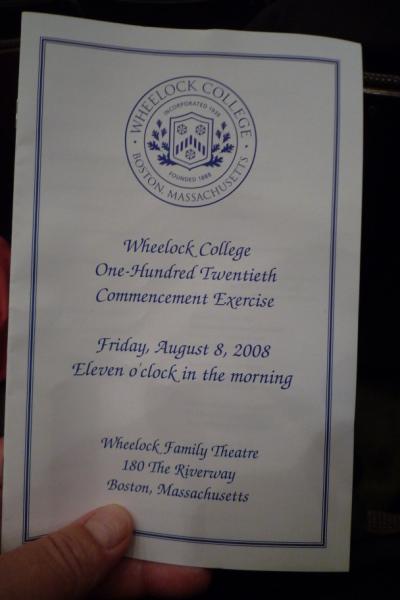 WHEELOCK COLLEGE
INCORPORATED 1939
FOUNDED 1888
BOSTON, MASSACHUSETTS
Wheelock College
One-Hundred Twentieth
Commencement Exercise
Friday, August 8, 2008
Eleven o'clock in the morning
Wheelock Family Theatre
180 The Riverway
Boston, Massachusetts